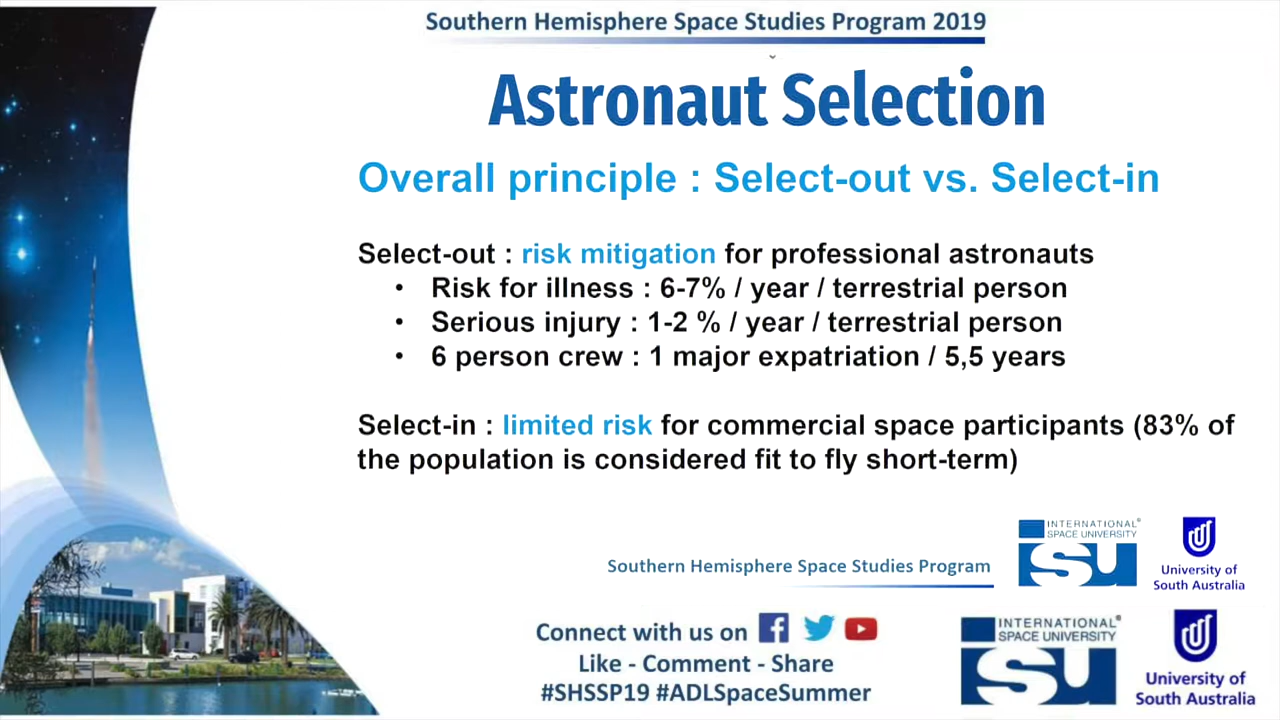 Southern Hemisphere Space Studies Program 2019
Astronaut Selection
Overall principle : Select-out vs. Select-in
Select-out : risk mitigation for professional astronauts
• Risk for illness : 6-7% / year / terrestrial person
• Serious injury : 1-2 % / year / terrestrial person
• 6 person crew : 1 major expatriation / 5,5 years
Select-in : limited risk for commercial space participants (83% of
the population is considered fit to fly short-term)
Southern Hemisphere Space Studies Program
INTERNATIONAL®
SPACE UNIVERSITY
isu
University of
South Australia
Connect with us on
Like - Comment - Share
#SHSSP19 #ADLSpaceSummer
INTERNATIONAL®
SPACE UNIVERSITY
isu
University of
South Australia